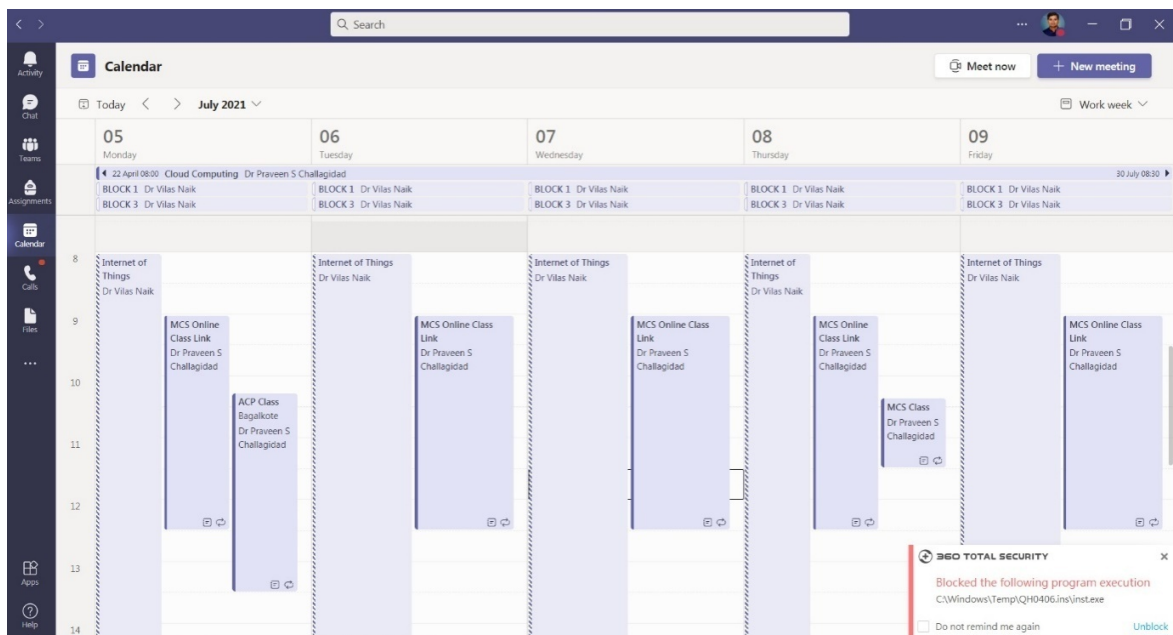 Search
Activity
Chat
Teams
Assignments
Calendar
Calls
Files
Apps
Help
Calendar
Meet now
+ New meeting
Today
July 2021
Work week
05
Monday
06
Tuesday
07
Wednesday
08
Thursday
09
Friday
22 April 08:00 Cloud Computing Dr Praveen S Challagidad
30 July 08:30
BLOCK 1 Dr Vilas Naik
BLOCK 1 Dr Vilas Naik
BLOCK 1 Dr Vilas Naik
BLOCK 1 Dr Vilas Naik
BLOCK 1 Dr Vilas Naik
BLOCK 3 Dr Vilas Naik
BLOCK 3 Dr Vilas Naik
BLOCK 3 Dr Vilas Naik
BLOCK 3 Dr Vilas Naik
BLOCK 3 Dr Vilas Naik
8
9
10
11
12
13
14
Internet of
Things
Dr Vilas Naik
MCS Online
Class Link
Dr Praveen S
Challagidad
ACP Class
Bagalkote
Dr Praveen S
Challagidad
Internet of Things
Dr Vilas Naik
MCS Online Class
Link
Dr Praveen S
Challagidad
Internet of Things
Dr Vilas Naik
MCS Online Class
Link
Dr Praveen S
Challagidad
Internet of
Things
Dr Vilas Naik
MCS Online
Class Link
Dr Praveen S
Challagidad
MCS Class
Dr Praveen S
Challagidad
Internet of Things
Dr Vilas Naik
MCS Online Class
Link
Dr Praveen S
Challagidad
360 TOTAL SECURITY
Blocked the following program execution
C:\Windows\Temp\QH0406.ins\inst.exe
Do not remind me again
Unblock